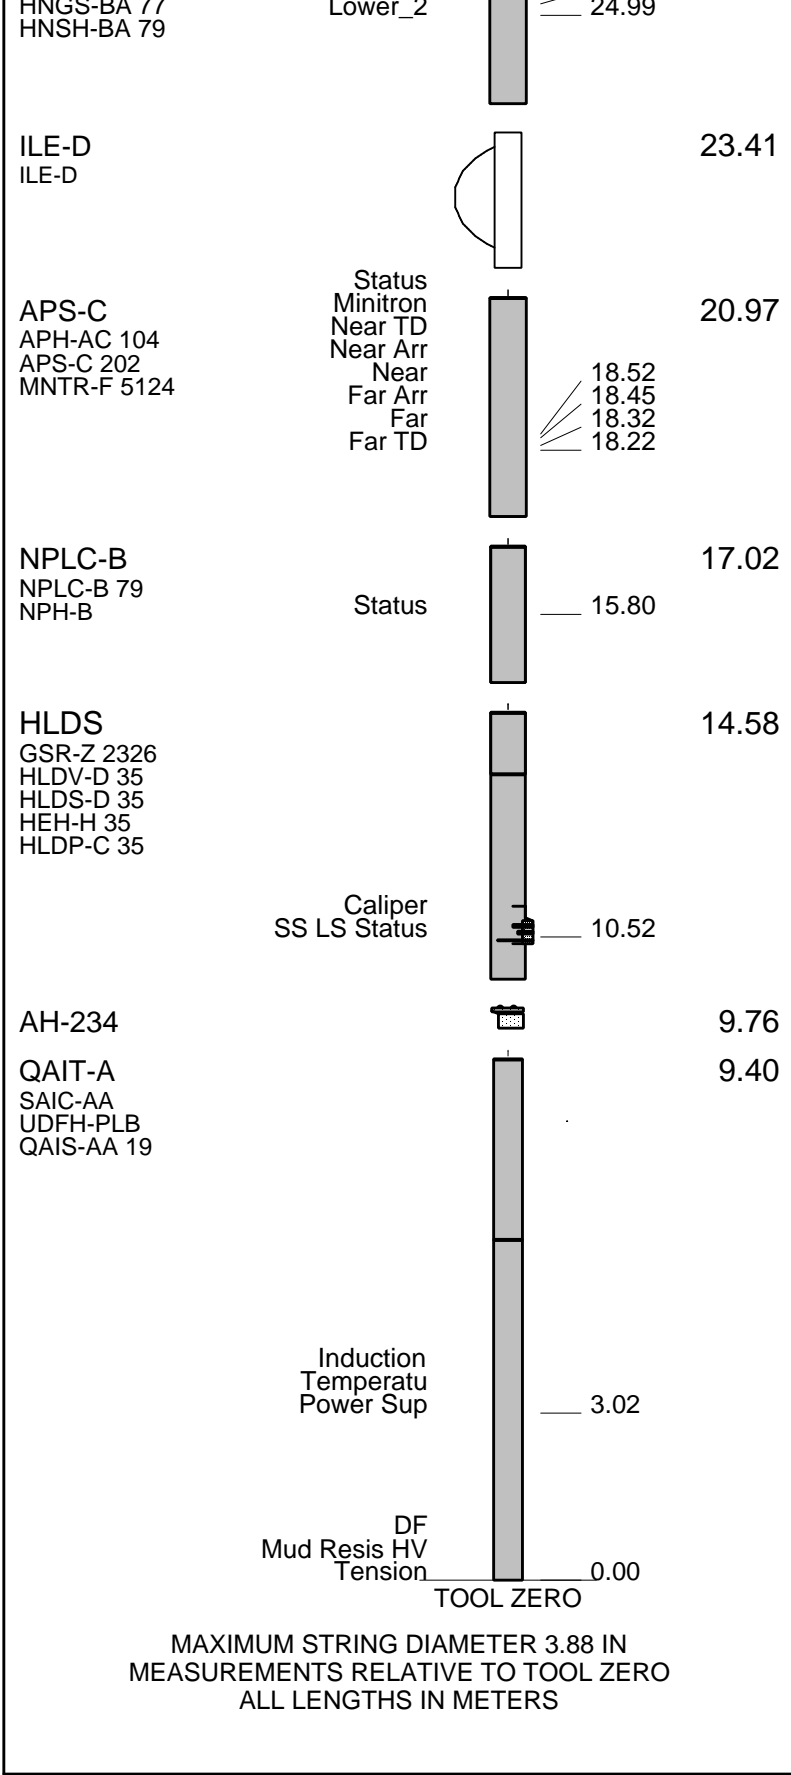 HNGS-BA 77 Lower_2 24.99
HNSH-BA 79
ILE-D 23.41
ILE-D
Status
APS-C Minitron 20.97
APH-AC 104 Near TD
APS-C 202 Near Arr
MNTR-F 5124 Near 18.52
Far Arr 18.45
Far 18.32
Far TD 18.22
NPLC-B 17.02
NPLC-B 79
NPH-B Status 15.80
HLDS 14.58
GSR-Z 2326
HLDV-D 35
HLDS-D 35
HEH-H 35
HLDP-C 35
Caliper
SS LS Status 10.52
AH-234 9.76
QAIT-A 9.40
SAIC-AA
UDFH-PLB
QAIS-AA 19
Induction
Temperatu
Power Sup 3.02
DF
Mud Resis HV
Tension 0.00
TOOL ZERO
MAXIMUM STRING DIAMETER 3.88 IN
MEASUREMENTS RELATIVE TO TOOL ZERO
ALL LENGTHS IN METERS